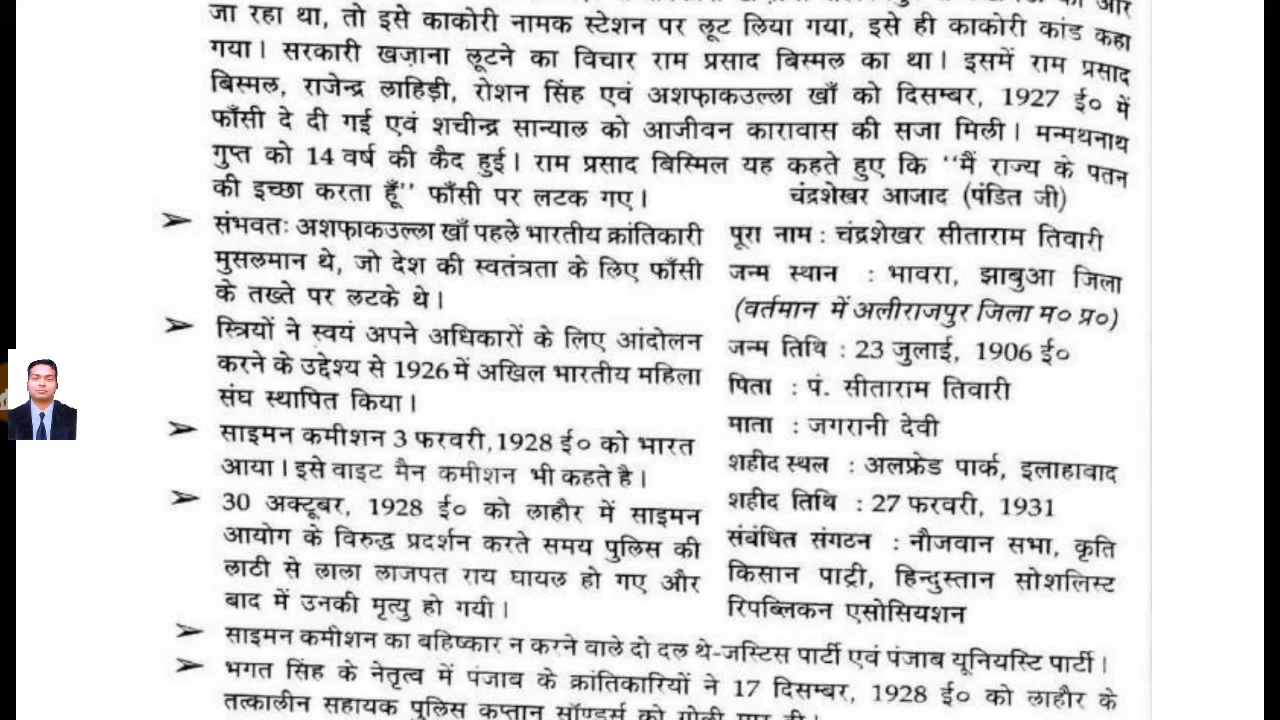 जा रहा था, तो इसे काकोरी नामक स्टेशन पर लूट लिया गया, इसे ही काकोरी कांड कहा
गया। सरकारी खज़ाना लूटने का विचार राम प्रसाद बिस्मल का था। इसमें राम प्रसाद
बिस्मल, राजेन्द्र लाहिड़ी, रोशन सिंह एवं अशफ़ाकउल्ला खाँ को दिसम्बर, 1927 ई० में
फाँसी दे दी गई एवं शचीन्द्र सान्याल को आजीवन कारावास की सजा मिली। मन्मथनाथ
गुप्त को 14 वर्ष की कैद हुई। राम प्रसाद बिस्मिल यह कहते हुए कि "मैं राज्य के पतन
की इच्छा करता हूँ" फाँसी पर लटक गए।
➢ संभवतः अशफ़ाकउल्ला खाँ पहले भारतीय क्रांतिकारी
मुसलमान थे, जो देश की स्वतंत्रता के लिए फाँसी
के तख्ते पर लटके थे।
➢ स्त्रियों ने स्वयं अपने अधिकारों के लिए आंदोलन
करने के उद्देश्य से 1926 में अखिल भारतीय महिला
संघ स्थापित किया।
➢ साइमन कमीशन 3 फरवरी, 1928 ई० को भारत
आया। इसे वाइट मैन कमीशन भी कहते है।
➢ 30 अक्टूबर, 1928 ई० को लाहौर में साइमन
आयोग के विरुद्ध प्रदर्शन करते समय पुलिस की
लाठी से लाला लाजपत राय घायल हो गए और
बाद में उनकी मृत्यु हो गयी।
चंद्रशेखर आजाद (पंडित जी)
पूरा नाम : चंद्रशेखर सीताराम तिवारी
जन्म स्थान : भावरा, झाबुआ जिला
(वर्तमान में अलीराजपुर जिला म० प्र०)
जन्म तिथि : 23 जुलाई, 1906 ई०
पिता : पं. सीताराम तिवारी
माता : जगरानी देवी
शहीद स्थल : अलफ्रेड पार्क, इलाहावाद
शहीद तिथि : 27 फरवरी, 1931
संबंधित संगठन : नौजवान सभा, कृति
किसान पाट्री, हिन्दुस्तान सोशलिस्ट
रिपब्लिकन एसोसियशन
➢ साइमन कमीशन का बहिष्कार न करने वाले दो दल थे-जस्टिस पार्टी एवं पंजाब यूनियस्टि पार्टी।
➢ भगत सिंह के नेतृत्व में पंजाब के क्रांतिकारियों ने 17 दिसम्बर, 1928 ई० को लाहौर के
तत्कालीन सहायक पुलिस कप्तान सॉण्डर्स को गोली